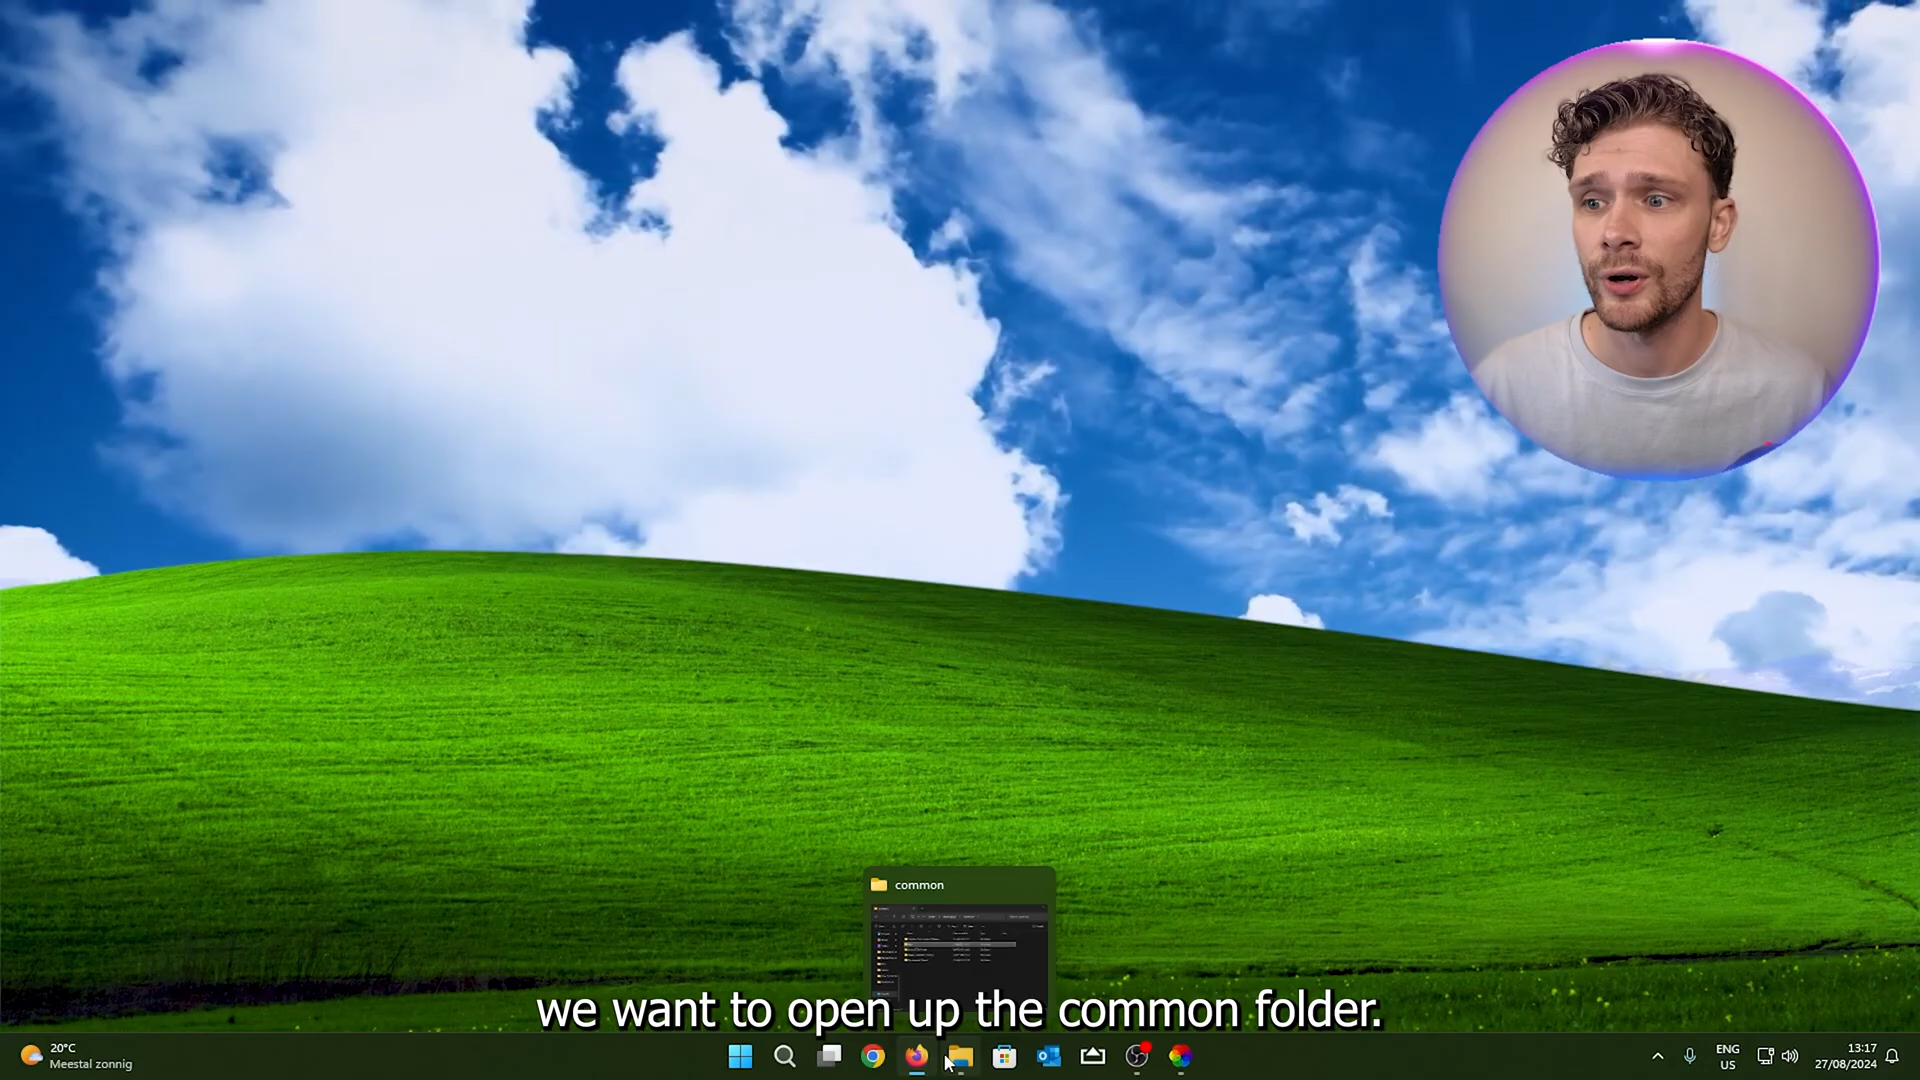 common
we want to open up the common folder.
20°C
Meestal zonnig
ENG
US
13:17
27/08/2024